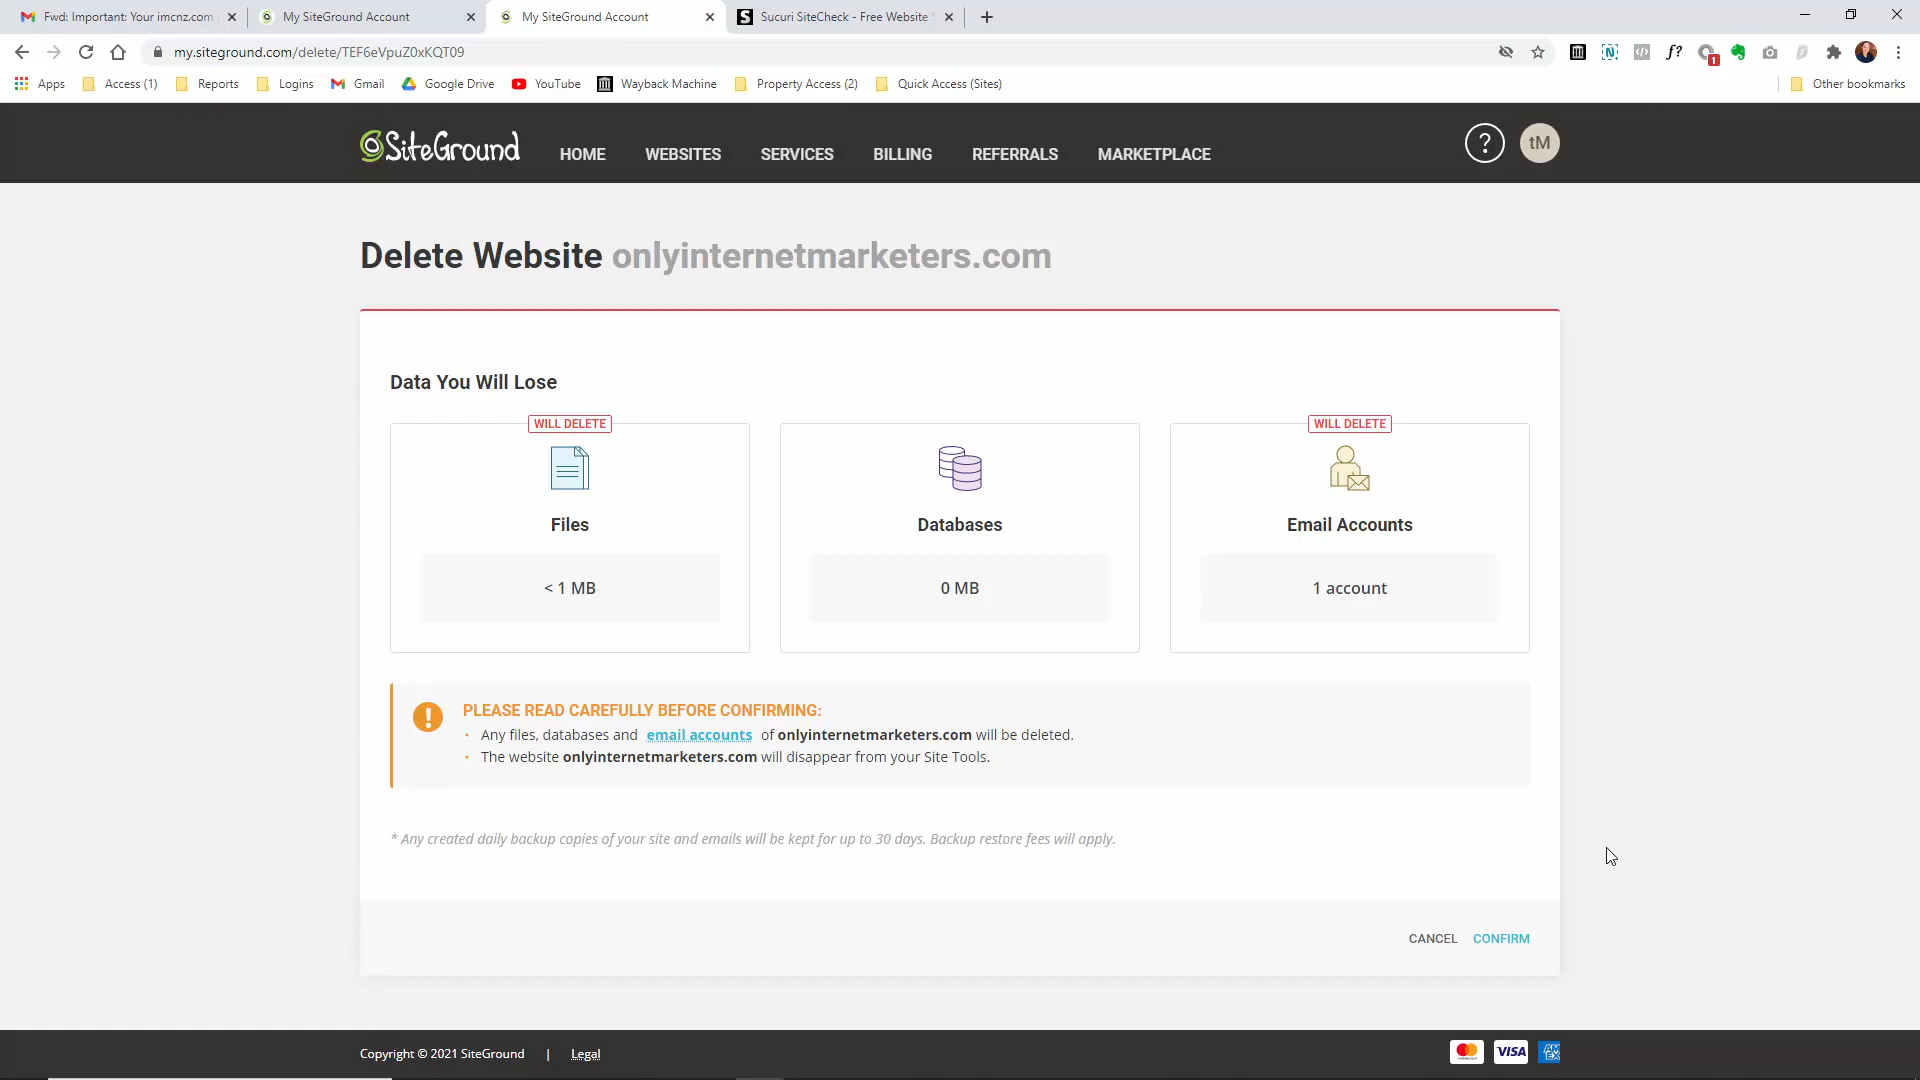 Fwd: Important: Your imcnz.com
My SiteGround Account
My SiteGround Account
Sucuri SiteCheck - Free Website
my.siteground.com/delete/TEF6eVpuZ0xKQT09
Apps
Access (1)
Reports
Logins
Gmail
Google Drive
YouTube
Wayback Machine
Property Access (2)
Quick Access (Sites)
Other bookmarks
f?
1
SiteGround
HOME
WEBSITES
SERVICES
BILLING
REFERRALS
MARKETPLACE
?
tM
Delete Website onlyinternetmarketers.com
Data You Will Lose
WILL DELETE
Files
< 1 MB
Databases
0 MB
WILL DELETE
Email Accounts
1 account
PLEASE READ CAREFULLY BEFORE CONFIRMING:
• Any files, databases and email accounts of onlyinternetmarketers.com will be deleted.
• The website onlyinternetmarketers.com will disappear from your Site Tools.
* Any created daily backup copies of your site and emails will be kept for up to 30 days. Backup restore fees will apply.
CANCEL CONFIRM
Copyright © 2021 SiteGround | Legal
VISA